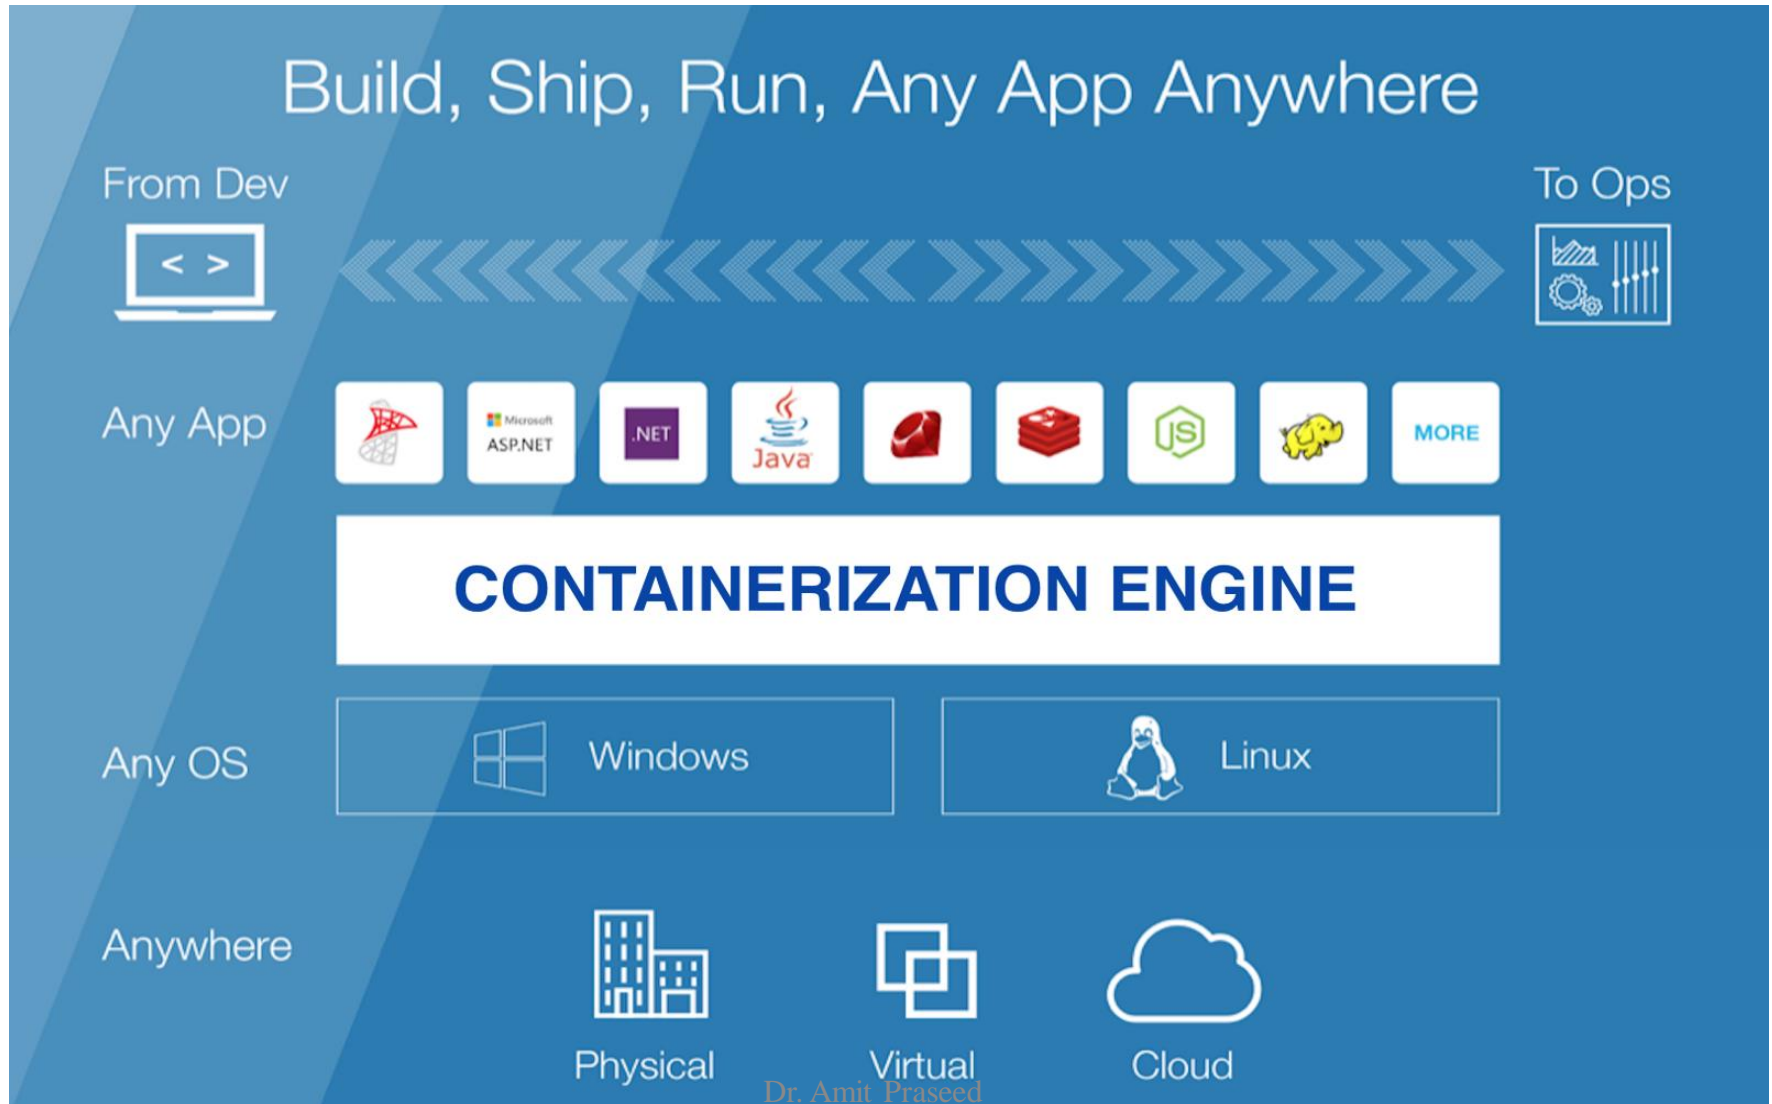 Build, Ship, Run, Any App Anywhere
From Dev
To Ops
< >
Any App
Microsoft
ASP.NET
.NET
Java
JS
MORE
CONTAINERIZATION ENGINE
Any OS
Windows
Linux
Anywhere
Physical
Virtual
Cloud
Dr. Amit Praseed